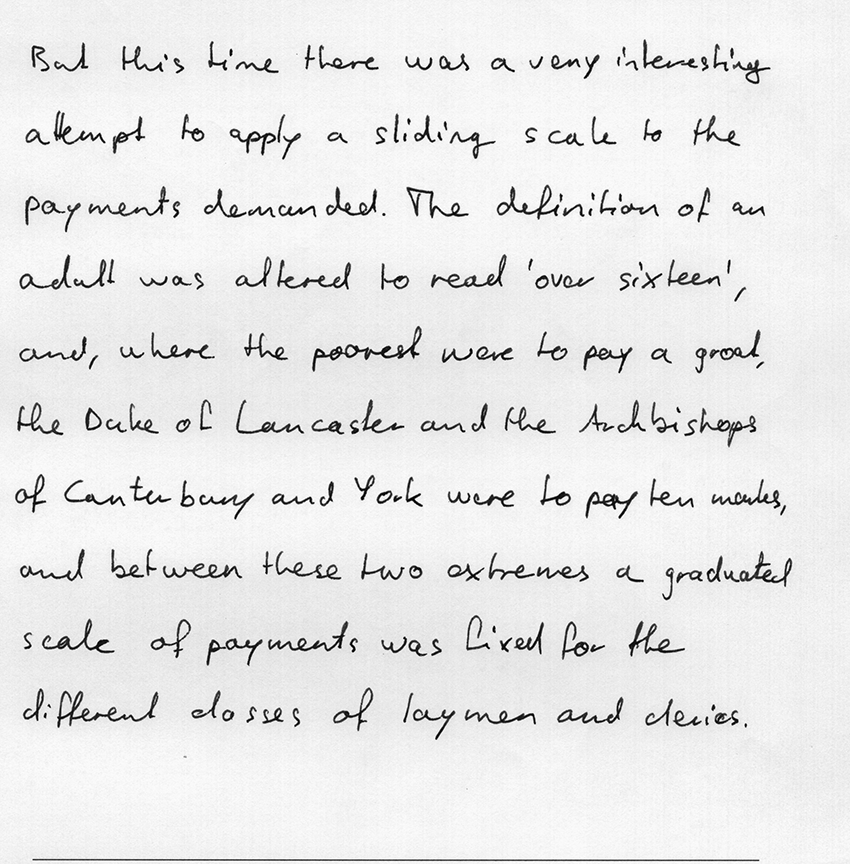 But this time there was a very interesting
attempt to apply a sliding scale to the
payments demanded. The definition of an
adult was altered to read 'over sixteen',
and, where the poorest were to pay a groat,
the Duke of Lancaster and the Archbishops
of Canterbury and York were to pay ten marks,
and between these two extremes a graduated
scale of payments was fixed for the
different classes of laymen and clerics.